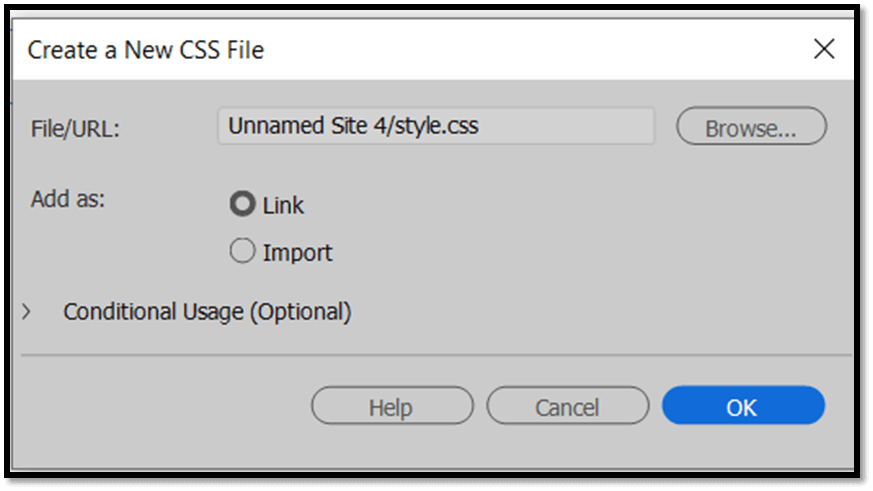 Create a New CSS File
File/URL: Unnamed Site 4/style.css Browse...
Add as: Link
Import
Conditional Usage (Optional)
Help Cancel OK